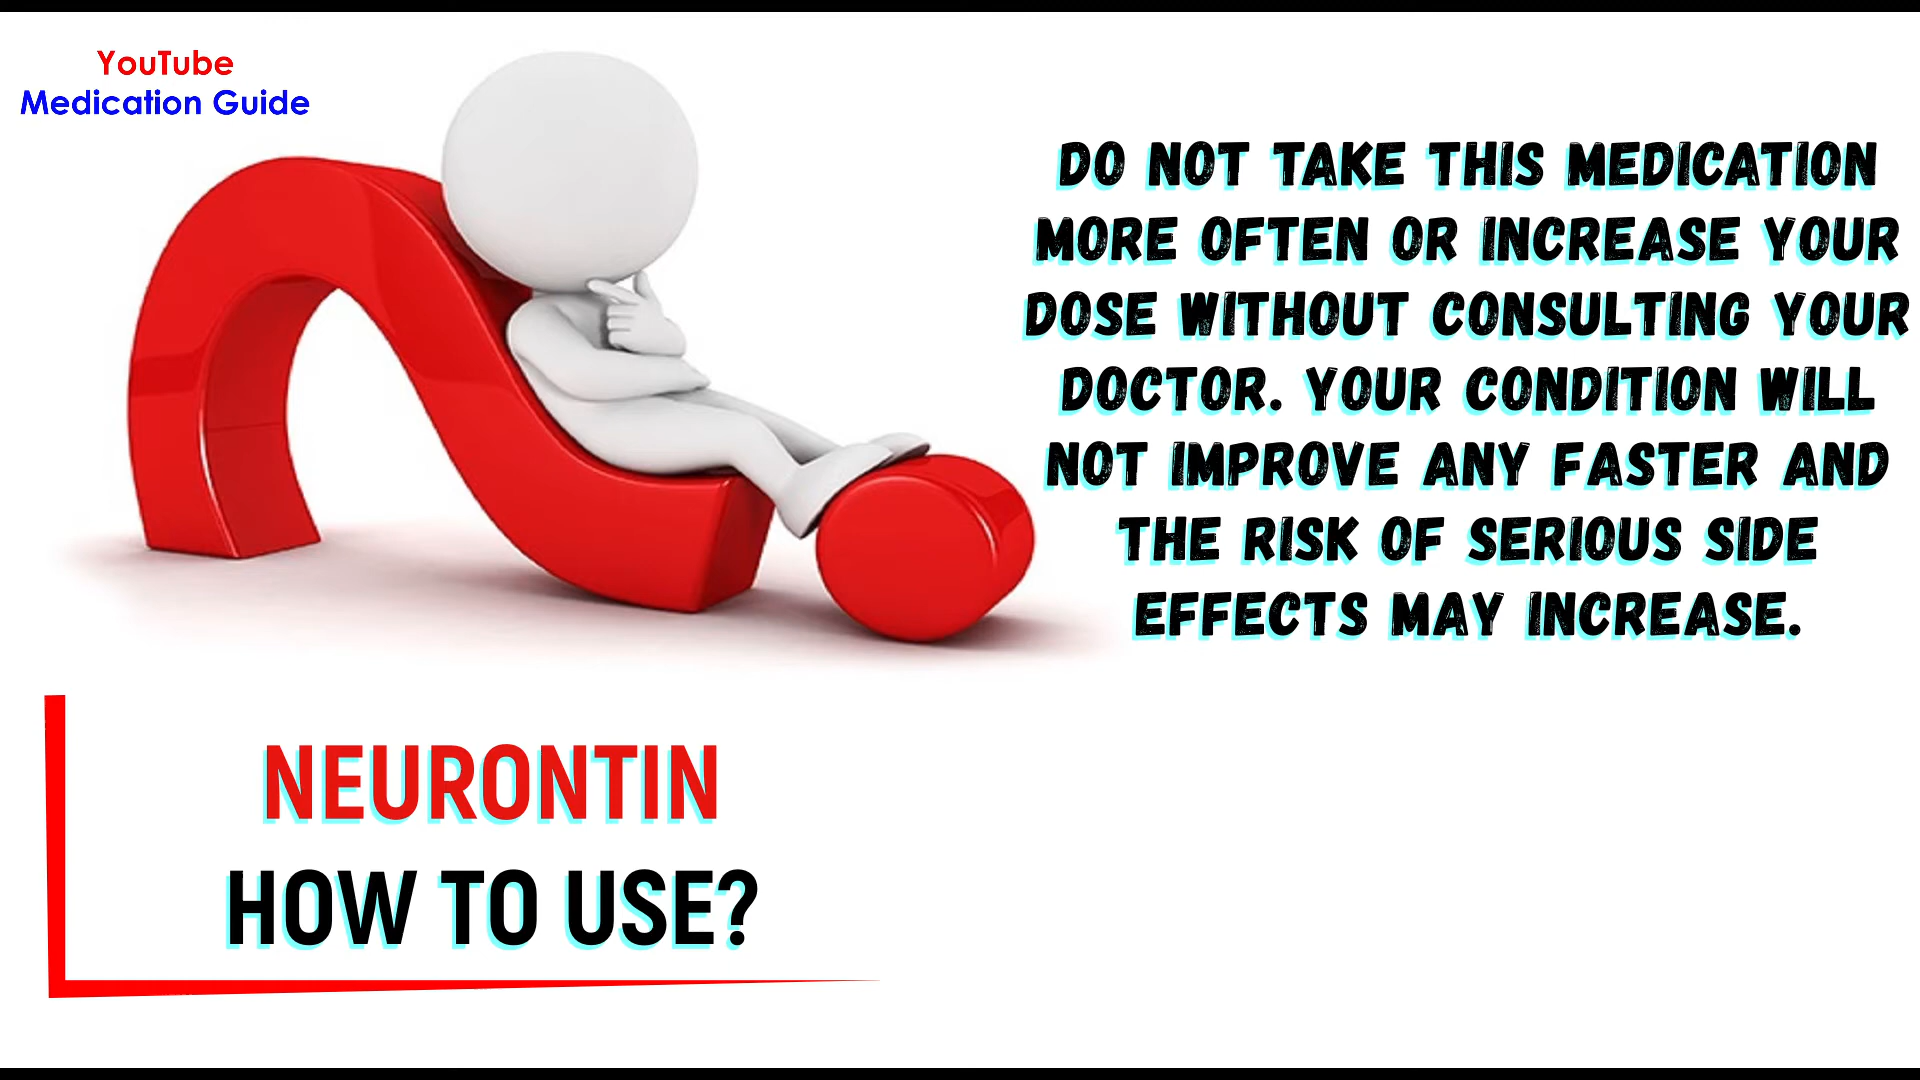 YouTube
Medication Guide
DO NOT TAKE THIS MEDICATION
MORE OFTEN OR INCREASE YOUR
DOSE WITHOUT CONSULTING YOUR
DOCTOR. YOUR CONDITION WILL
NOT IMPROVE ANY FASTER AND
THE RISK OF SERIOUS SIDE
EFFECTS MAY INCREASE.
NEURONTIN
HOW TO USE?